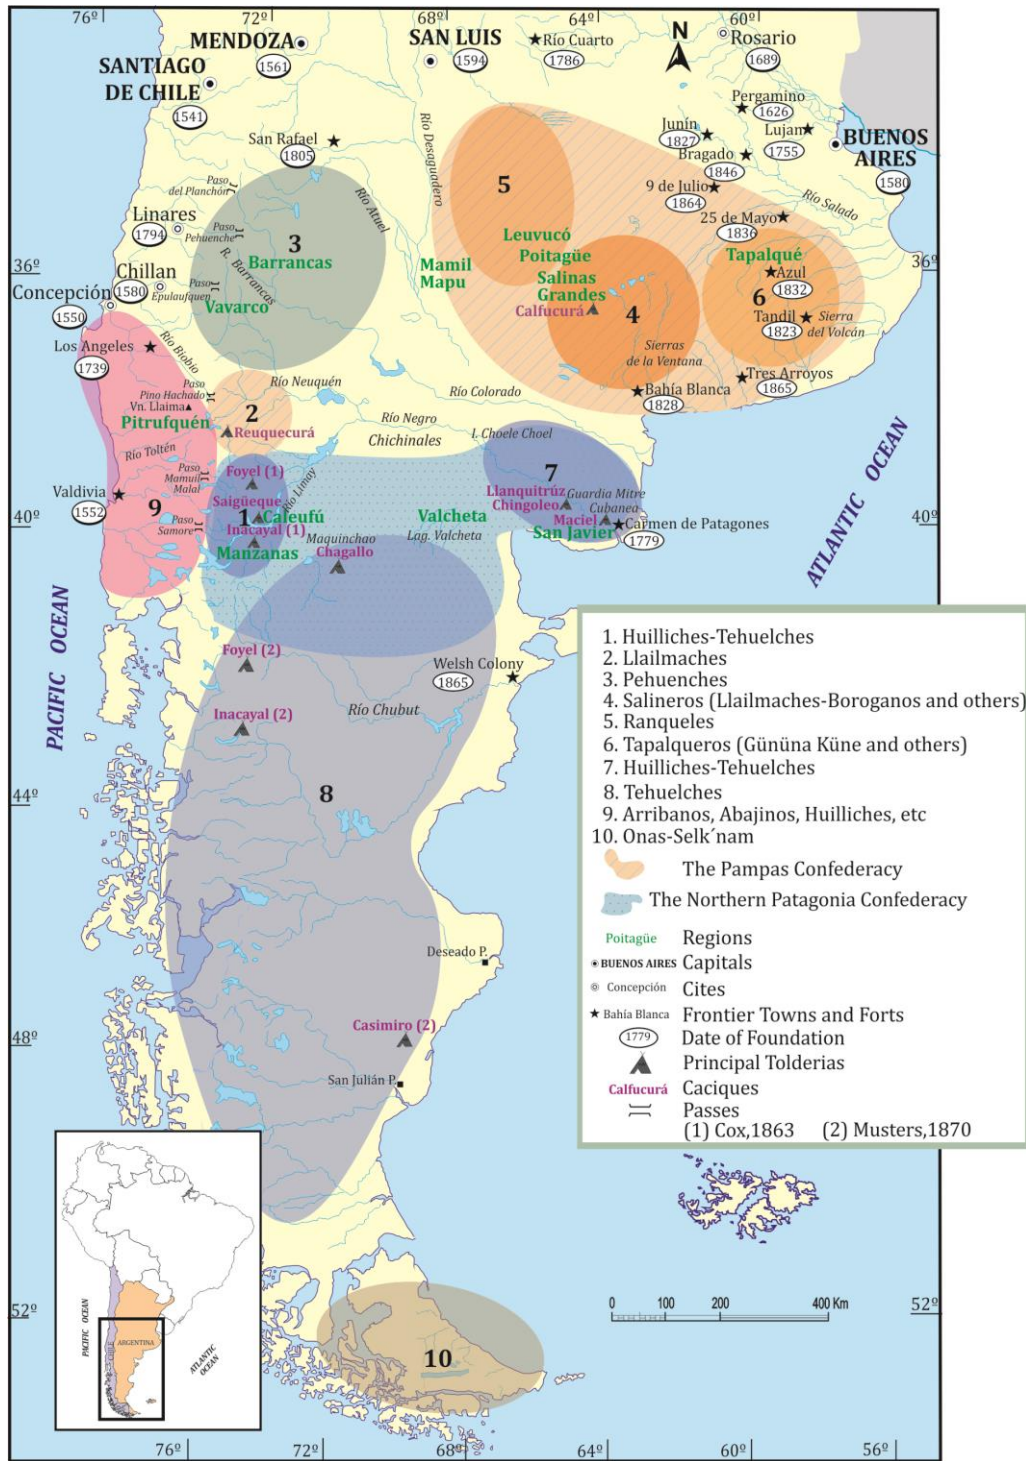 76º
72º
68º
64º
60º
MENDOZA
1561
SAN LUIS
1594
Río Cuarto
1786
N
Rosario
1689
SANTIAGO
DE CHILE
1541
Pergamino
1626
San Rafael
1805
Río Desaguadero
Junín
1827
Lujan
1755
BUENOS
AIRES
1580
Bragado
1846
Paso
del Planchón
Río Atuel
5
9 de Julio
1864
Río Salado
Linares
1794
Paso
Pehuenche
3
Barrancas
R. Barrancas
25 de Mayo
1836
Leuvucó
Poitagüe
Tapalqué
36º
36º
Chillan
1580
Mamil
Mapu
Salinas
Grandes
Azul
1832
Concepción
1550
Paso
Epulaufquen
Vavarco
Calfucurá
4
6
Tandil
1823
Sierra
del Volcán
Los Angeles
1739
Río Biobio
Sierras
de la Ventana
Paso
Pino Hachado
Río Neuquén
Río Colorado
Bahía Blanca
1828
Tres Arroyos
1865
Vn. Llaima
2
Pitrufquén
Reuquecurá
Río Negro
Chichinales
I. Choele Choel
Río Toltén
Paso
Mamuil
Malal
Foyel (1)
Río Limay
7
Valdivia
1552
9
Saigüeque
Llanquitrúz
Chingoleo
Guardia Mitre
Cubanea
40º
40º
Paso
Samore
1
Caleufú
Inacayal (1)
Manzanas
Maquinchao
Chagallo
Valcheta
Lag. Valcheta
Maciel
San Javier
Carmen de Patagones
1779
ATLANTIC OCEAN
PACIFIC OCEAN
Foyel (2)
Welsh Colony
1865
Inacayal (2)
Río Chubut
8
44º
Deseado P.
Casimiro (2)
48º
San Julián P.
1. Huilliches-Tehuelches
2. Llailmaches
3. Pehuenches
4. Salineros (Llailmaches-Boroganos and others)
5. Ranqueles
6. Tapalqueros (Gününa Küne and others)
7. Huilliches-Tehuelches
8. Tehuelches
9. Arribanos, Abajinos, Huilliches, etc
10. Onas-Selk´nam
The Pampas Confederacy
The Northern Patagonia Confederacy
Poitagüe Regions
BUENOS AIRES Capitals
Concepción Cites
Bahía Blanca Frontier Towns and Forts
1779 Date of Foundation
Principal Tolderias
Calfucurá Caciques
Passes
(1) Cox,1863 (2) Musters,1870
PACIFIC OCEAN
ARGENTINA
ATLANTIC
OCEAN
0 100 200 400 Km
52º
52º
10
76º
72º
68º
64º
60º
56º